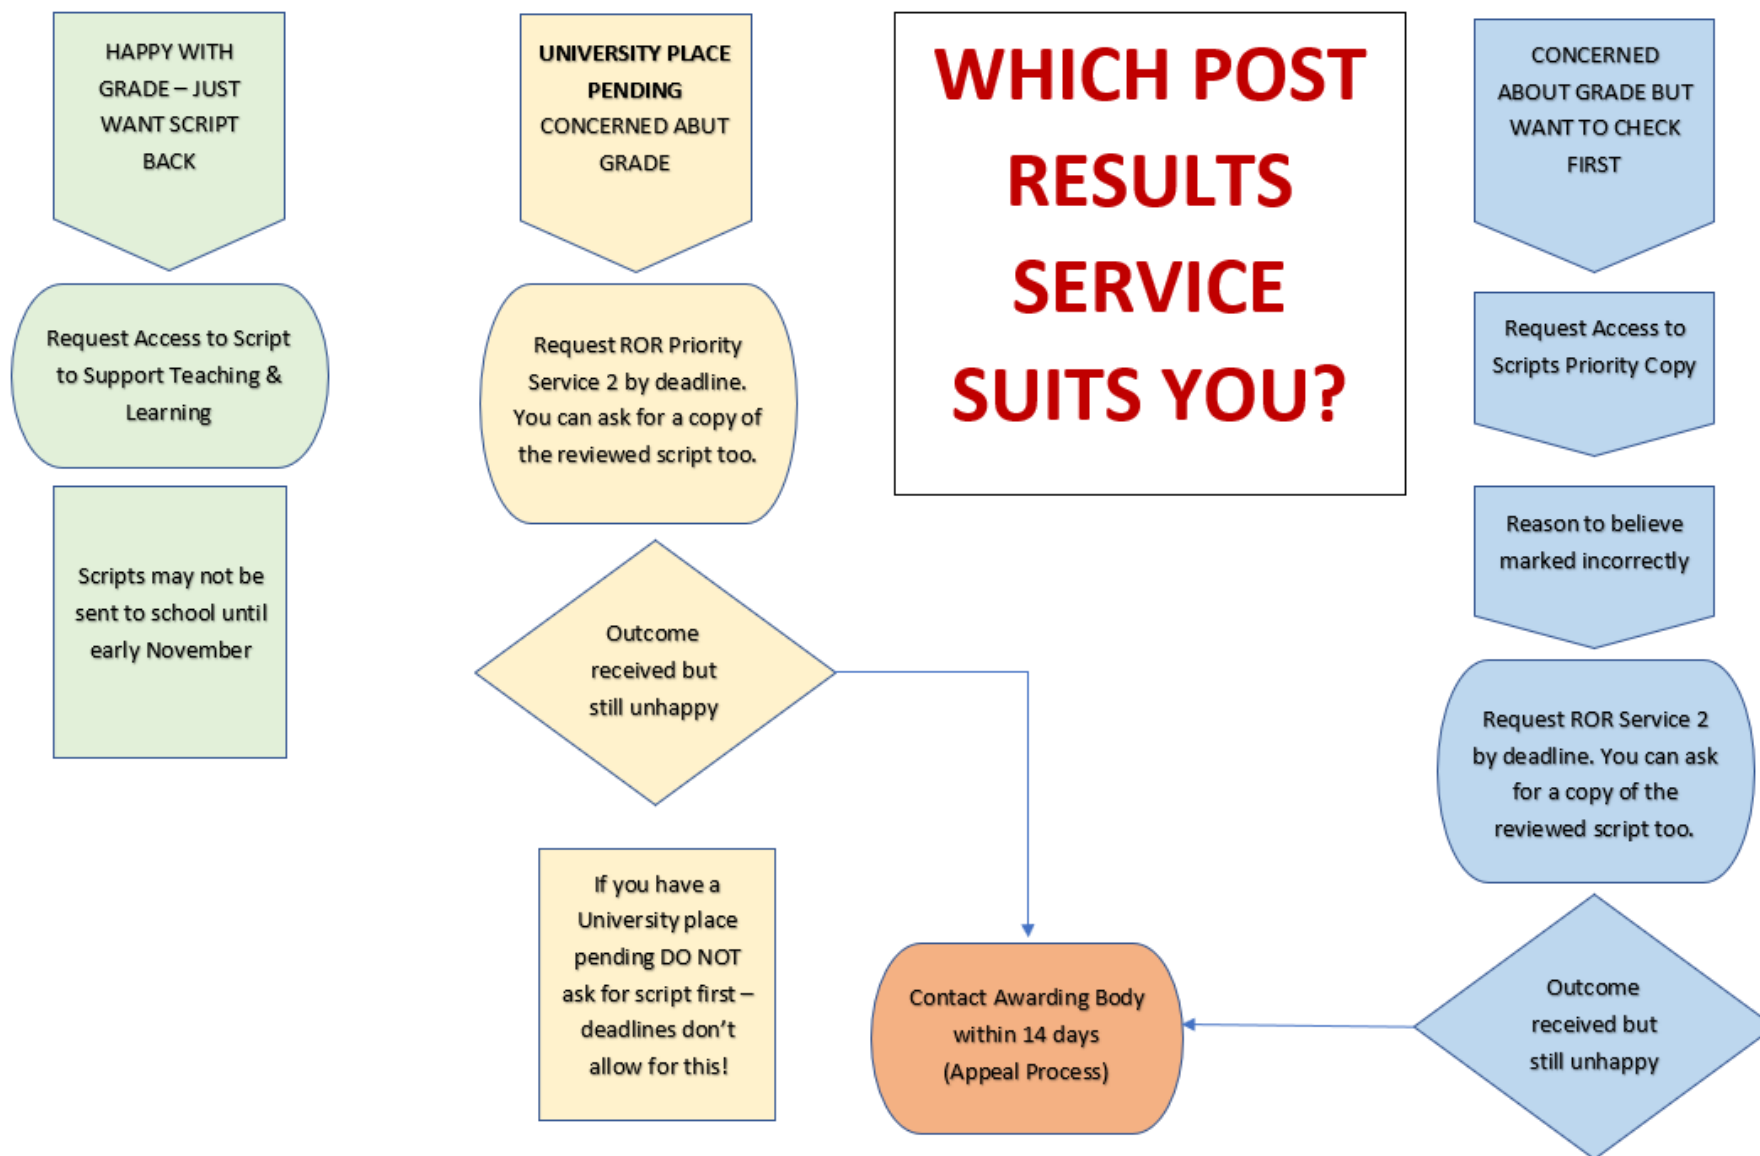 HAPPY WITH
GRADE – JUST
WANT SCRIPT
BACK
Request Access to Script
to Support Teaching &
Learning
Scripts may not be
sent to school until
early November
UNIVERSITY PLACE
PENDING
CONCERNED ABUT
GRADE
Request ROR Priority
Service 2 by deadline.
You can ask for a copy of
the reviewed script too.
Outcome
received but
still unhappy
If you have a
University place
pending DO NOT
ask for script first –
deadlines don't
allow for this!
WHICH POST
RESULTS
SERVICE
SUITS YOU?
Contact Awarding Body
within 14 days
(Appeal Process)
CONCERNED
ABOUT GRADE BUT
WANT TO CHECK
FIRST
Request Access to
Scripts Priority Copy
Reason to believe
marked incorrectly
Request ROR Service 2
by deadline. You can ask
for a copy of the
reviewed script too.
Outcome
received but
still unhappy